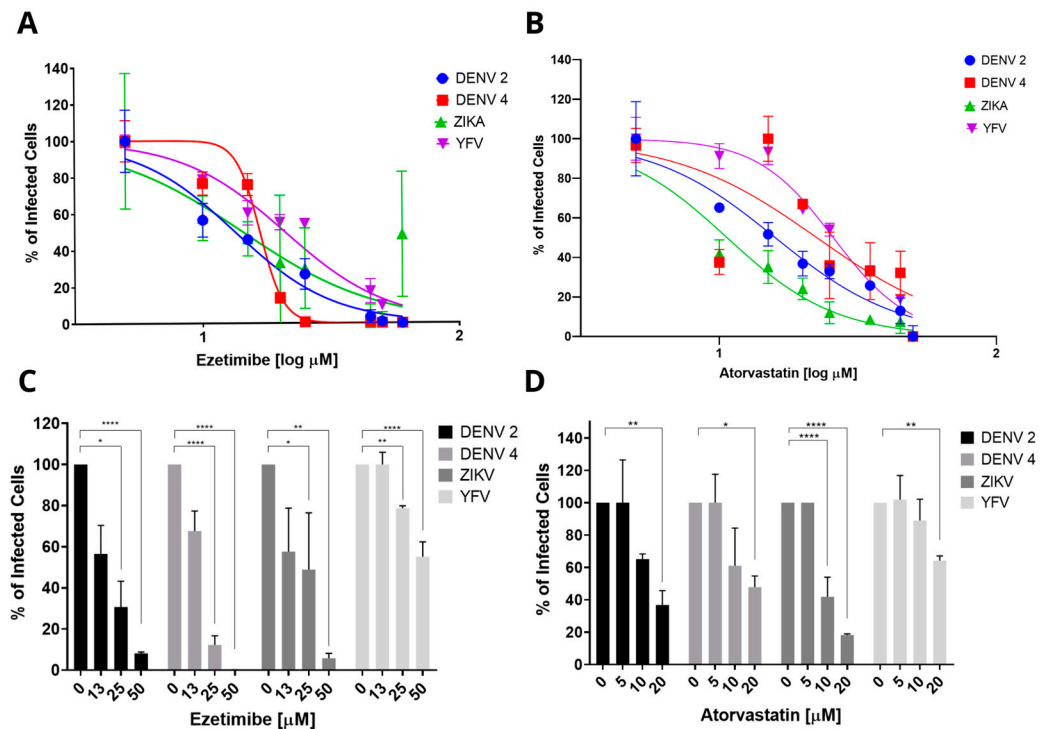 A
% of Infected Cells
140
120
100
80
60
40
20
0
1
2
Ezetimibe [log μM]
DENV 2
DENV 4
ZIKA
YFV
B
% of Infected Cells
140
120
100
80
60
40
20
0
1
2
Atorvastatin [log μM]
DENV 2
DENV 4
ZIKA
YFV
C
% of Infected Cells
120
100
80
60
40
20
0
**** **** ** ****
* **** * **
0 13 25 50 0 13 25 50 0 13 25 50 0 13 25 50
Ezetimibe [μM]
DENV 2
DENV 4
ZIKV
YFV
D
% of Infected Cells
140
120
100
80
60
40
20
0
** * **** **
****
0 5 10 20 0 5 10 20 0 5 10 20 0 5 10 20
Atorvastatin [μM]
DENV 2
DENV 4
ZIKV
YFV